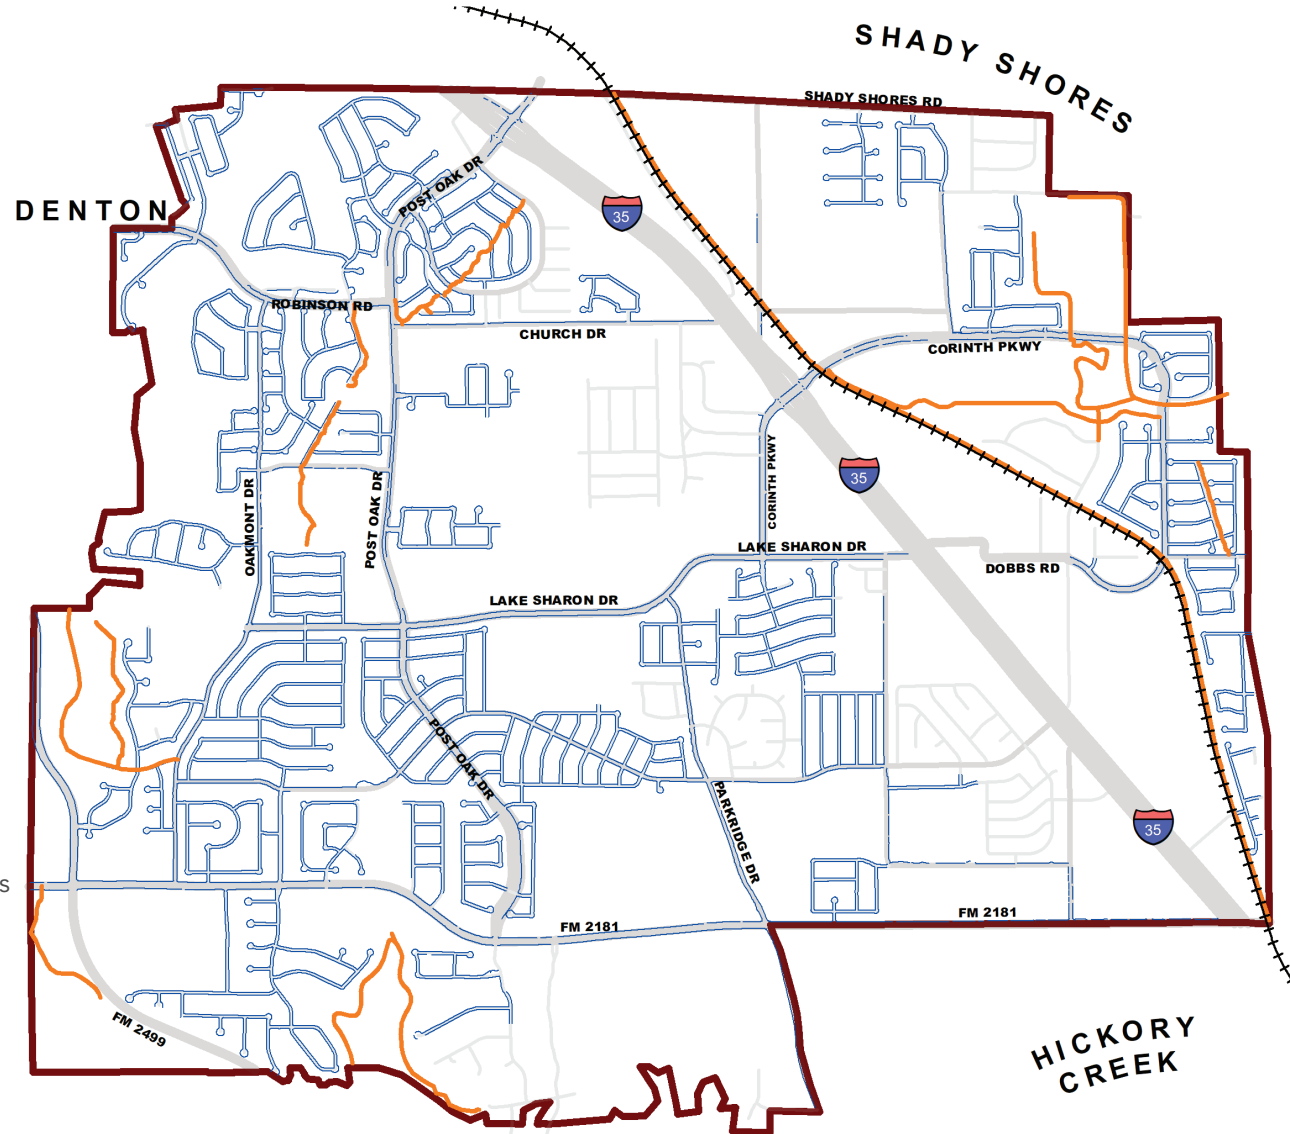 SHADY SHORES
SHADY SHORES RD
DENTON
POST OAK DR
35
ROBINSON RD
CHURCH DR
CORINTH PKWY
CORINTH PKWY
35
OAKMONT DR
POST OAK DR
LAKE SHARON DR
DOBBS RD
LAKE SHARON DR
POST OAK DR
PARKRIDGE DR
35
S
FM 2181
FM 2181
FM 2499
HICKORY
CREEK